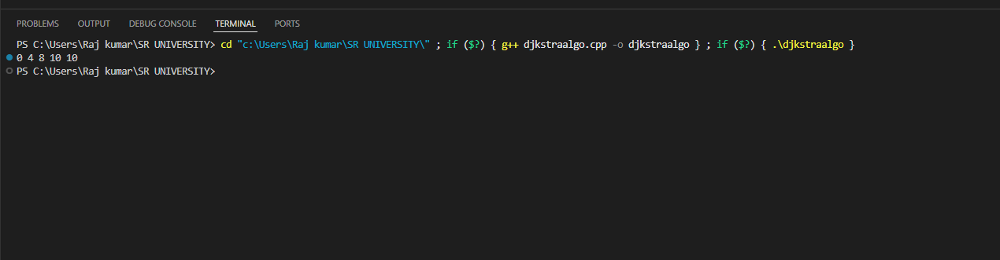 PROBLEMS OUTPUT DEBUG CONSOLE TERMINAL PORTS
PS C:\Users\Raj kumar\SR UNIVERSITY> cd "c:\Users\Raj kumar\SR UNIVERSITY\" ; if ($?) { g++ djkstraalgo.cpp -o djkstraalgo } ; if ($?) { .\djkstraalgo }
0 4 8 10 10
PS C:\Users\Raj kumar\SR UNIVERSITY>